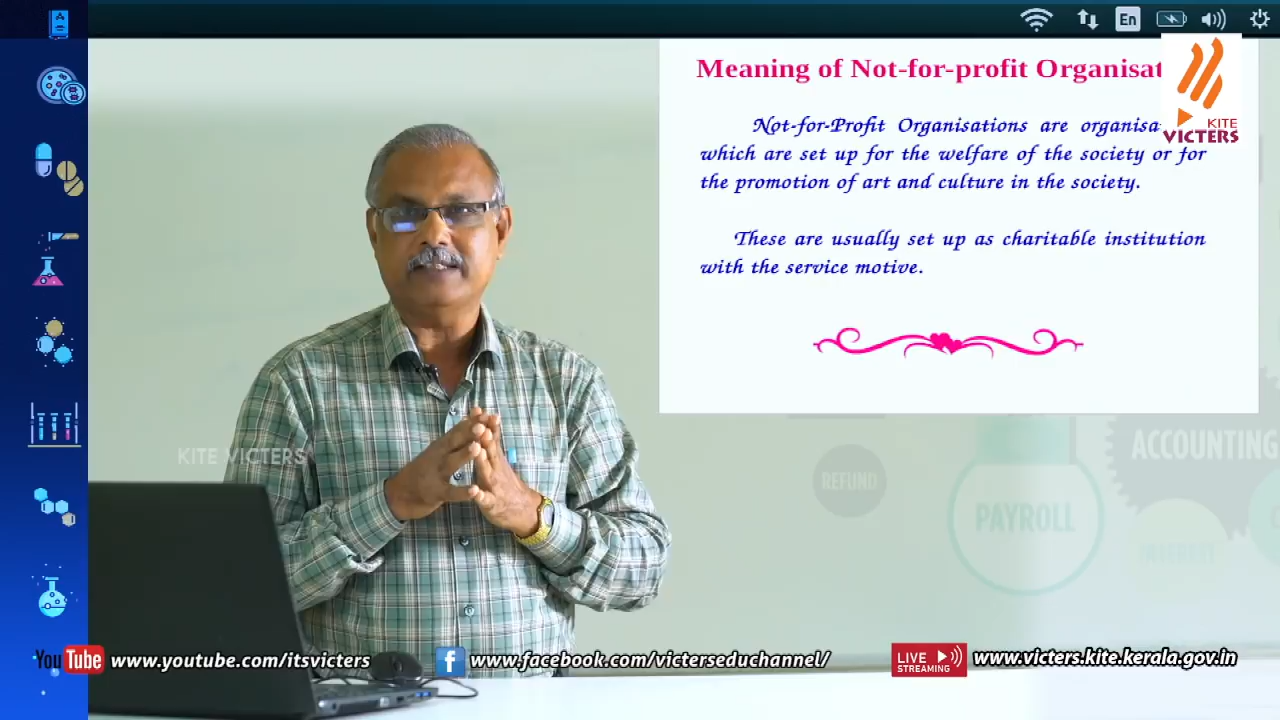 En
Meaning of Not-for-profit Organisat
KITE
VICTERS
Not-for-Profit Organisations are organisa
which are set up for the welfare of the society or for
the promotion of art and culture in the society.
These are usually set up as charitable institution
with the service motive.
KITE VICTERS
REFUND
PAYROLL
ACCOUNTING
INTEREST
YouTube www.youtube.com/itsvicters
f www.facebook.com/victerseduchannel/
LIVE
STREAMING
www.victers.kite.kerala.gov.in